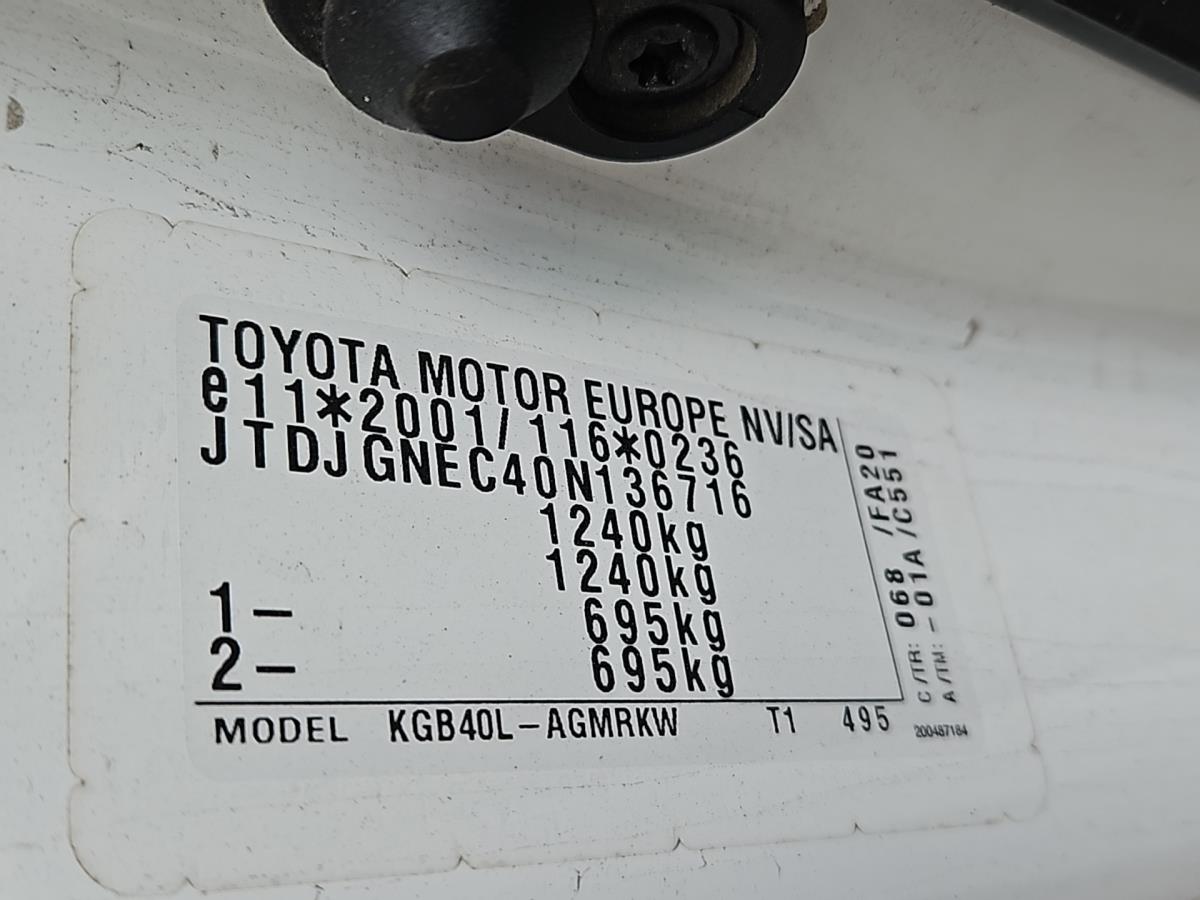 TOYOTA MOTOR EUROPE NV/SA
e11*2001/116*0236
JTDJGNEC40N136716
1240kg
1240kg
1- 695kg
2- 695kg
MODEL KGB40L-AGMRKW T1 495
C/TR: 068 /FA20
A/TM: -01A /C551
200487184